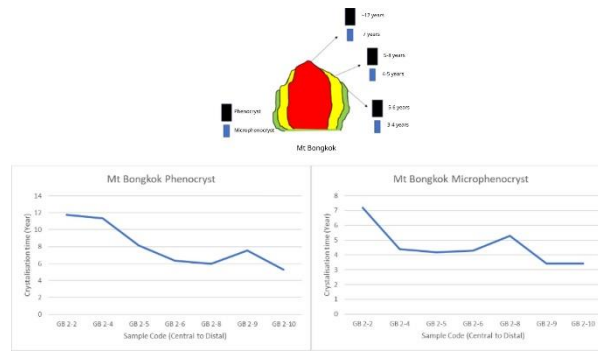 ~12 years
7 years
5-8 years
4-5 years
5-6 years
3-4 years
Phenocryst
Microphenocryst
Mt Bongkok
Mt Bongkok Phenocryst
Crystalisation time (Year)
14
12
10
8
6
4
2
0
GB 2-2 GB 2-4 GB 2-5 GB 2-6 GB 2-8 GB 2-9 GB 2-10
Sample Code (Central to Distal)
Mt Bongkok Microphenocryst
Crystalisation time (Year)
8
7
6
5
4
3
2
1
0
GB 2-2 GB 2-4 GB 2-5 GB 2-6 GB 2-8 GB 2-9 GB 2-10
Sample Code (Central to Distal)